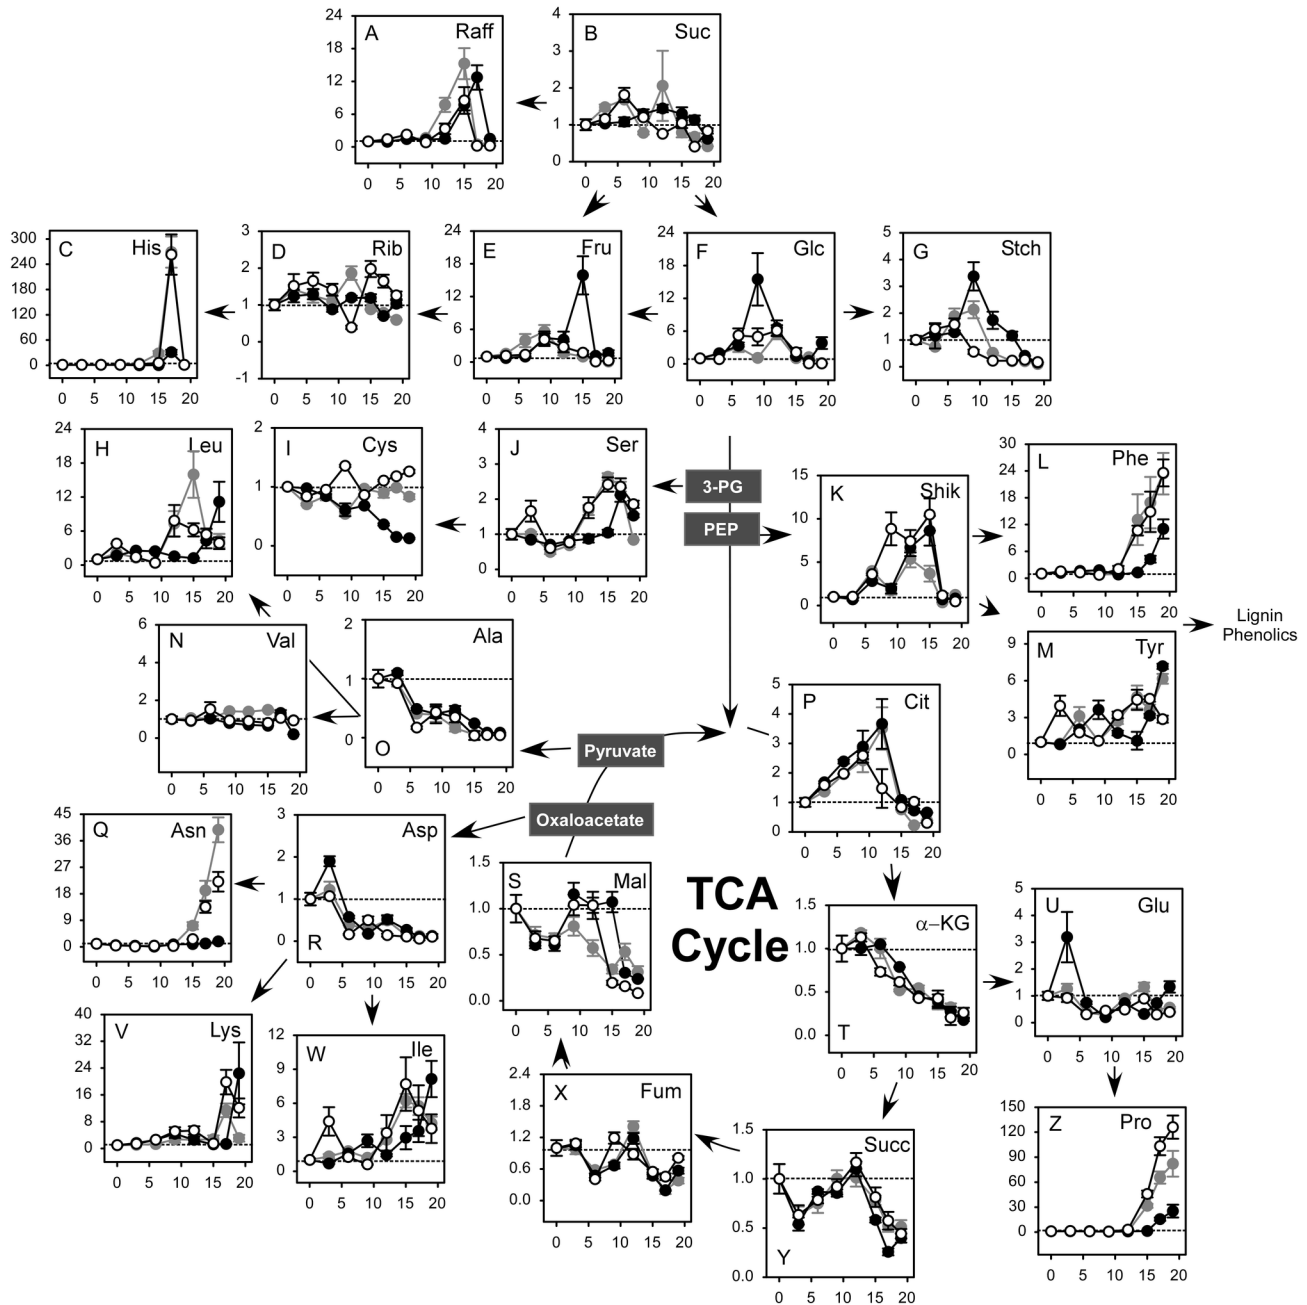 A Raff
24
18
12
6
0
0 5 10 15 20
B Suc
4
3
2
1
0
0 5 10 15 20
C His
300
240
180
120
60
0
0 5 10 15 20
D Rib
3
2
1
0
-1
0 5 10 15 20
E Fru
24
18
12
6
0
0 5 10 15 20
F Glc
24
18
12
6
0
0 5 10 15 20
G Stch
5
4
3
2
1
0
0 5 10 15 20
H Leu
24
18
12
6
0
0 5 10 15 20
I Cys
2
1
0
0 5 10 15 20
J Ser
4
3
2
1
0
0 5 10 15 20
3-PG
PEP
K Shik
15
10
5
0
0 5 10 15 20
L Phe
30
24
18
12
6
0
0 5 10 15 20
M Tyr
9
6
3
0
0 5 10 15 20
Lignin
Phenolics
N Val
6
4
2
0
0 5 10 15 20
O Ala
2
1
0
0 5 10 15 20
Pyruvate
Oxaloacetate
P Cit
5
4
3
2
1
0
0 5 10 15 20
Q Asn
45
36
27
18
9
0
0 5 10 15 20
R Asp
3
2
1
0
0 5 10 15 20
S Mal
1.5
1.0
0.5
0.0
0 5 10 15 20
TCA
Cycle
T α–KG
1.5
1.0
0.5
0.0
0 5 10 15 20
U Glu
5
4
3
2
1
0
0 5 10 15 20
V Lys
40
32
24
16
8
0
0 5 10 15 20
W Ile
12
9
6
3
0
0 5 10 15 20
X Fum
2.4
1.8
1.2
0.6
0.0
0 5 10 15 20
Y Succ
1.5
1.0
0.5
0.0
0 5 10 15 20
Z Pro
150
120
90
60
30
0
0 5 10 15 20